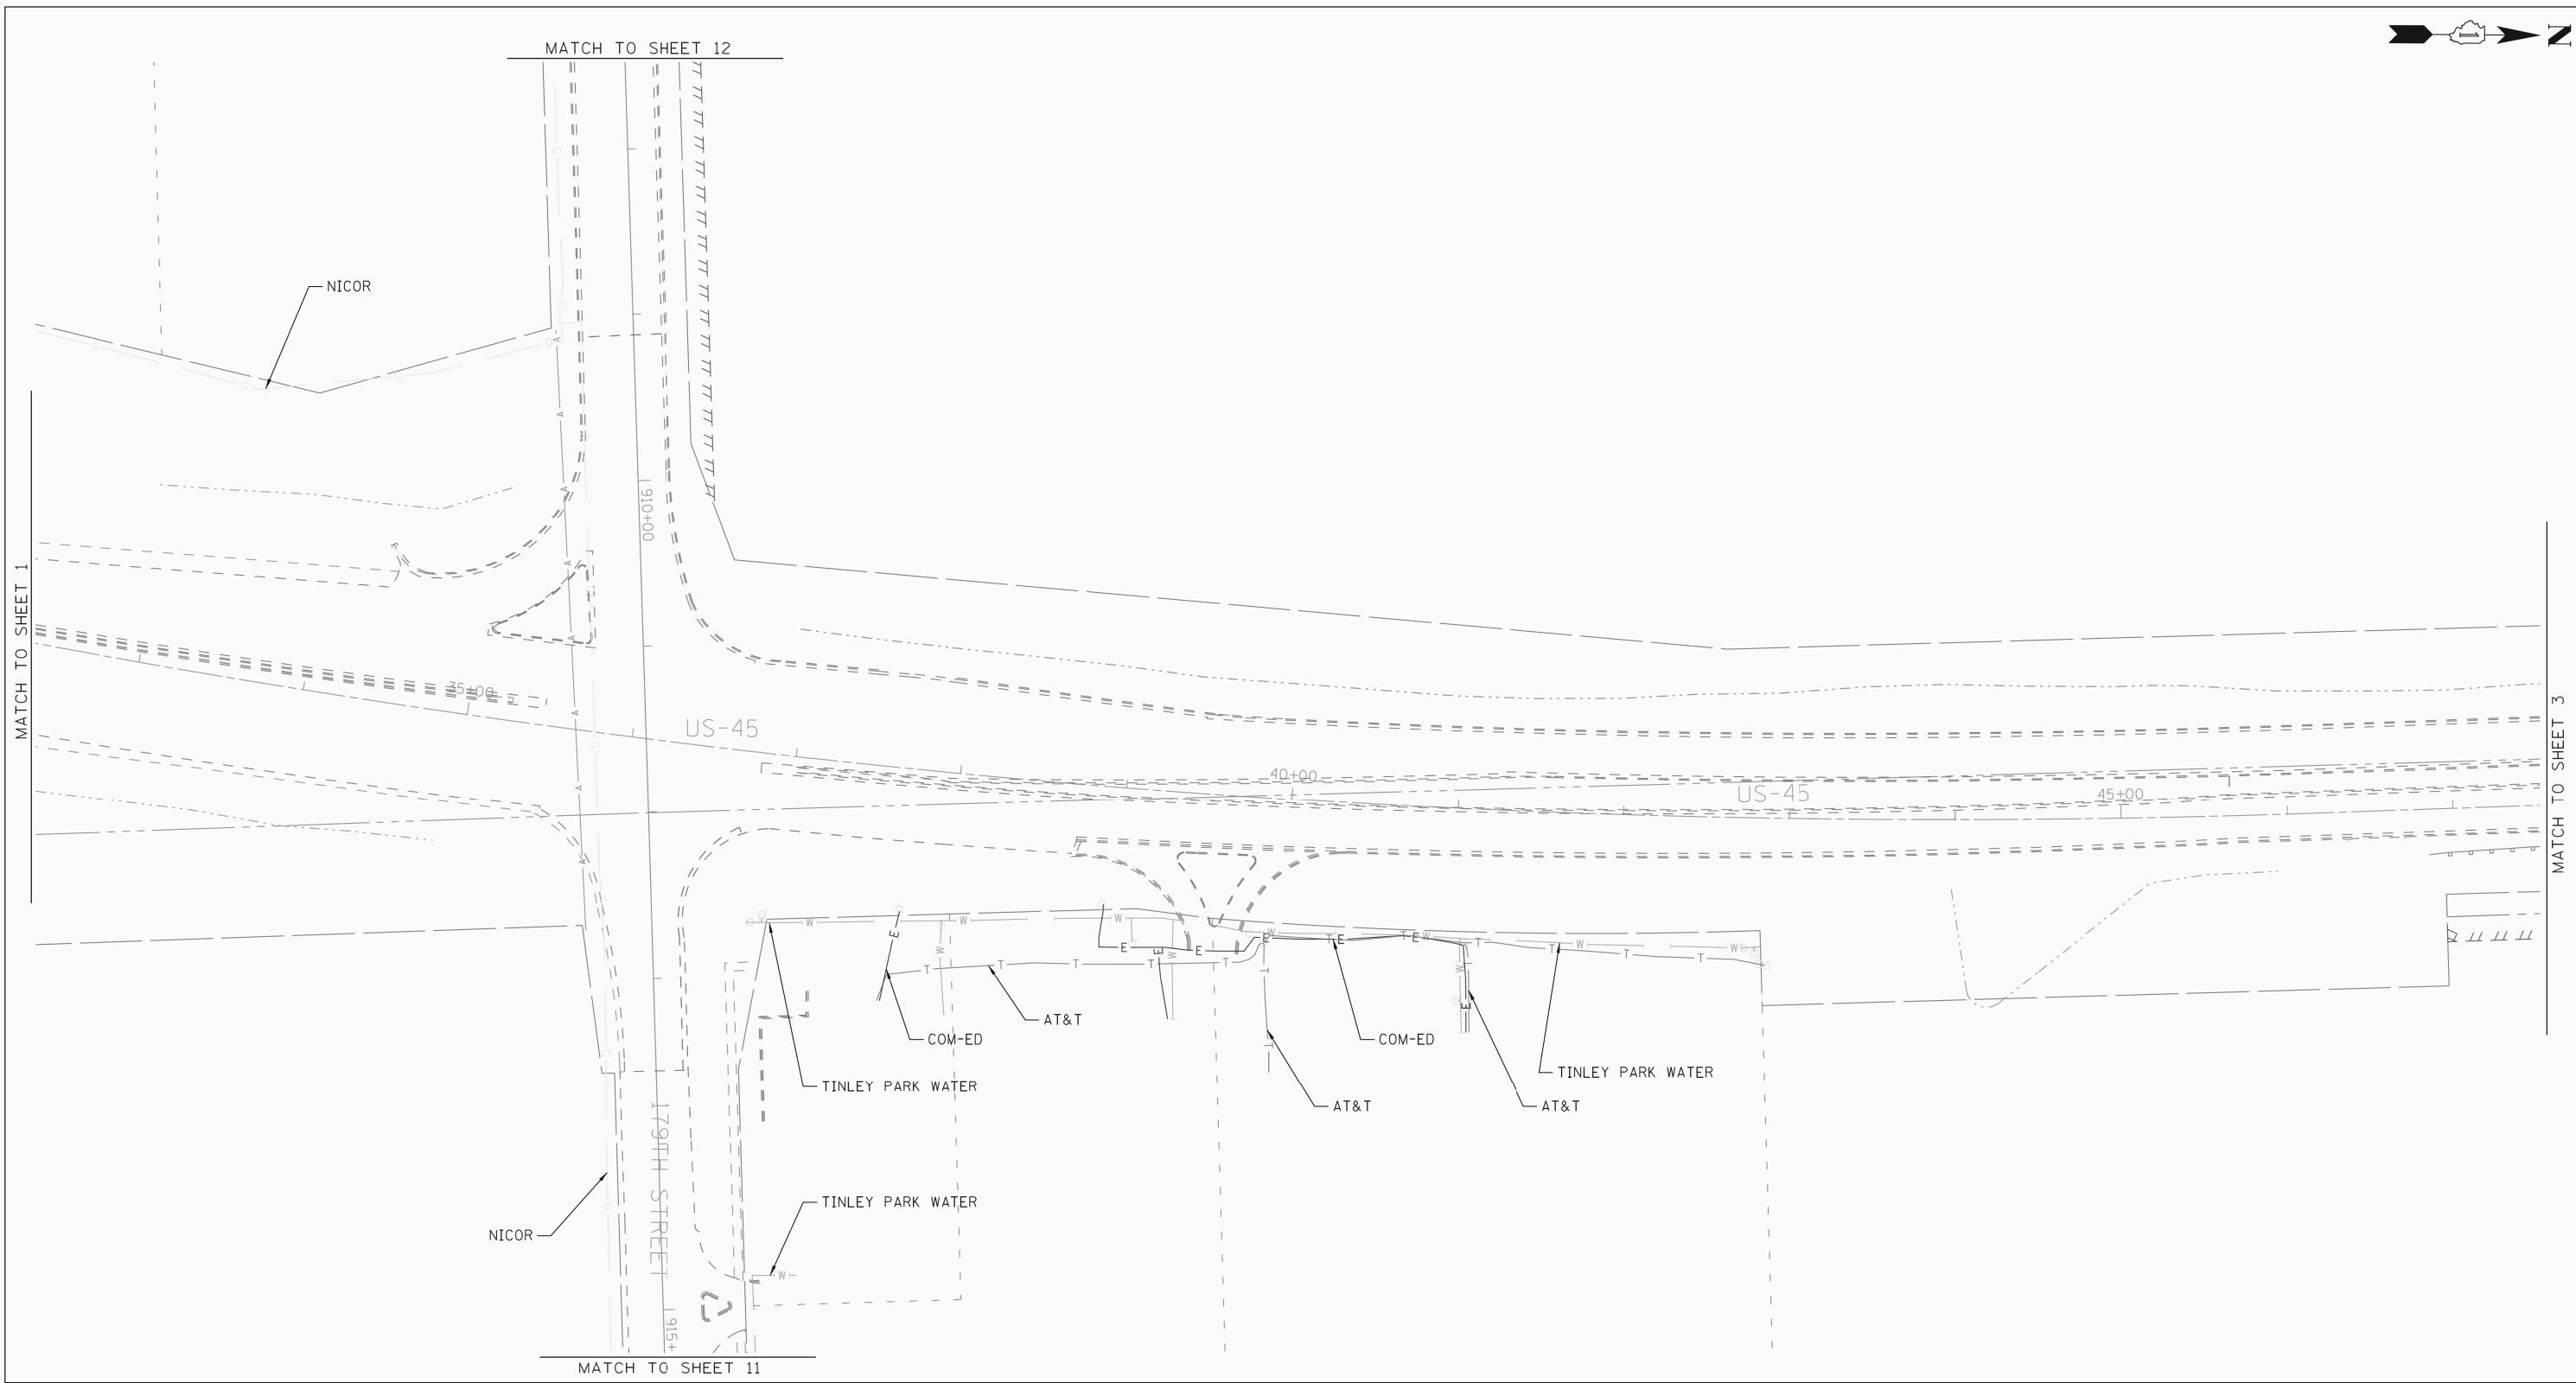 MATCH TO SHEET 12
N
NICOR
MATCH TO SHEET 1
910+00
35+00
US-45
40+00
US-45
45+00
MATCH TO SHEET 3
AT&T
COM-ED
COM-ED
TINLEY PARK WATER
TINLEY PARK WATER
AT&T
AT&T
179TH STREET
TINLEY PARK WATER
NICOR
915+
MATCH TO SHEET 11